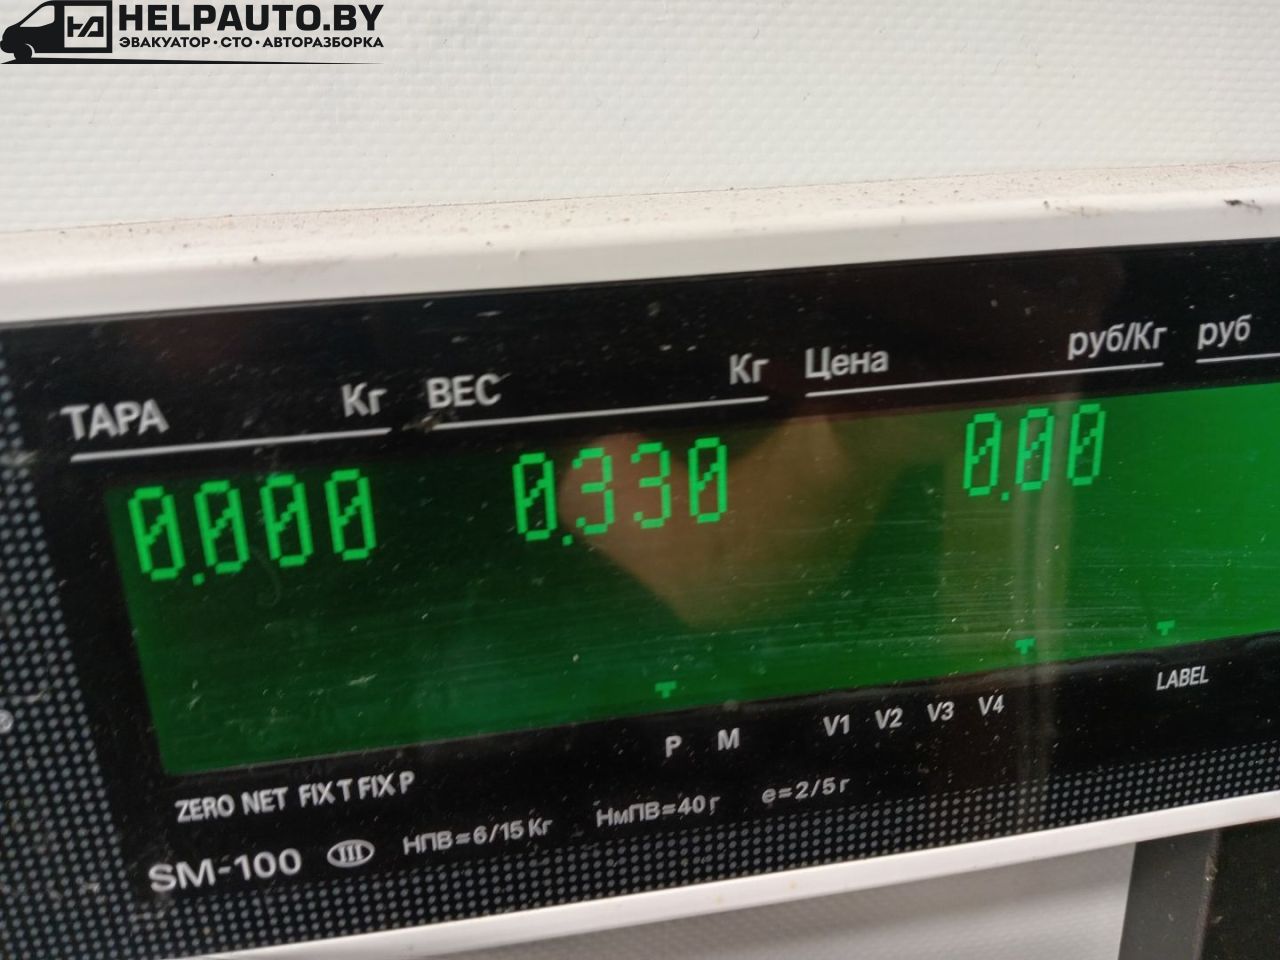 HELPAUTO.BY
ЭВАКУАТОР·СТО·АВТОРАЗБОРКА
ТАРА Кг ВЕС Кг Цена руб/Кг руб
0.000 0.330 0.00
P M V1 V2 V3 V4 LABEL
ZERO NET FIX T FIX P
SM-100 III НПВ=6/15 Кг НмПВ=40 г e=2/5 г